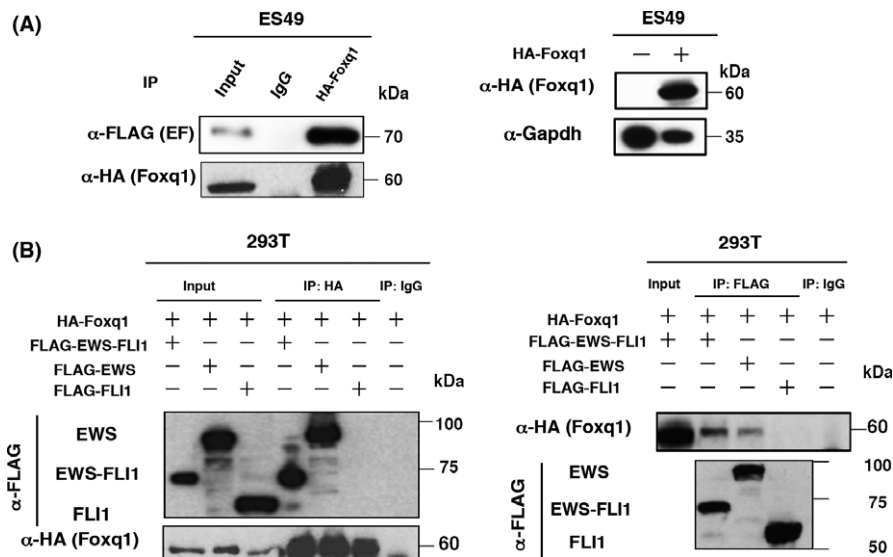 (A)
ES49
IP
Input
IgG
HA-Foxq1
kDa
α-FLAG (EF)
70
α-HA (Foxq1)
60
ES49
HA-Foxq1 − +
kDa
α-HA (Foxq1)
60
α-Gapdh
35
(B)
293T
Input IP: HA IP: IgG
HA-Foxq1 + + + + + + +
FLAG-EWS-FLI1 + − − + − − −
FLAG-EWS − + − − + − −
FLAG-FLI1 − − + − − + −
kDa
α-FLAG
EWS
EWS-FLI1
FLI1
100
75
α-HA (Foxq1)
60
293T
Input IP: FLAG IP: IgG
HA-Foxq1 + + + + +
FLAG-EWS-FLI1 + + − − −
FLAG-EWS − − + − −
FLAG-FLI1 − − − + −
kDa
α-HA (Foxq1)
60
α-FLAG
EWS
EWS-FLI1
FLI1
100
75
50